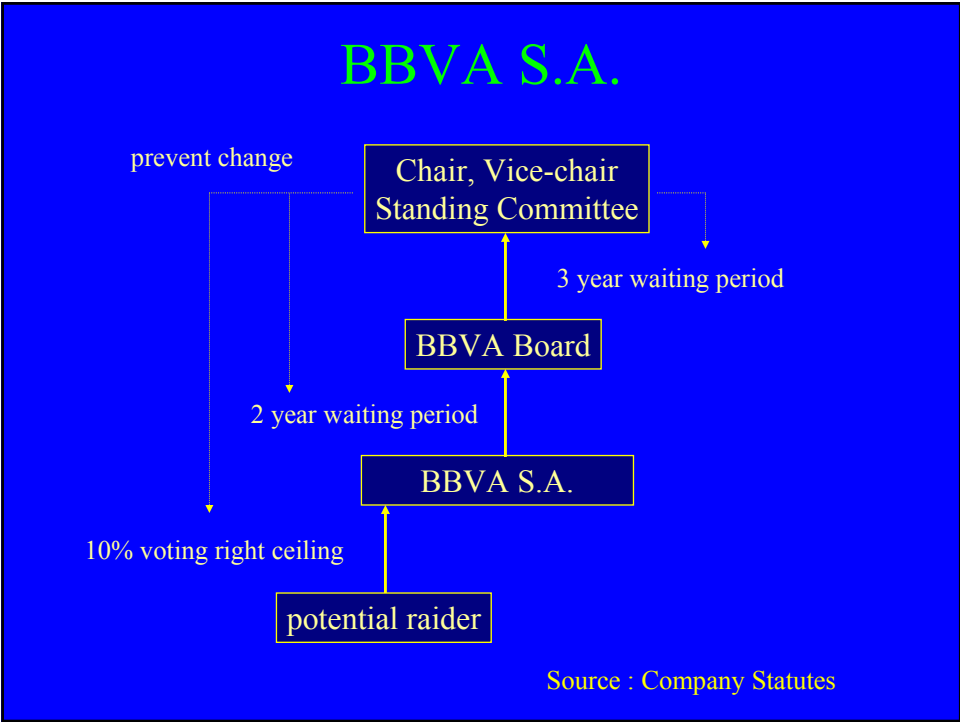 BBVA S.A.
prevent change
Chair, Vice-chair
Standing Committee
3 year waiting period
BBVA Board
2 year waiting period
BBVA S.A.
10% voting right ceiling
potential raider
Source : Company Statutes